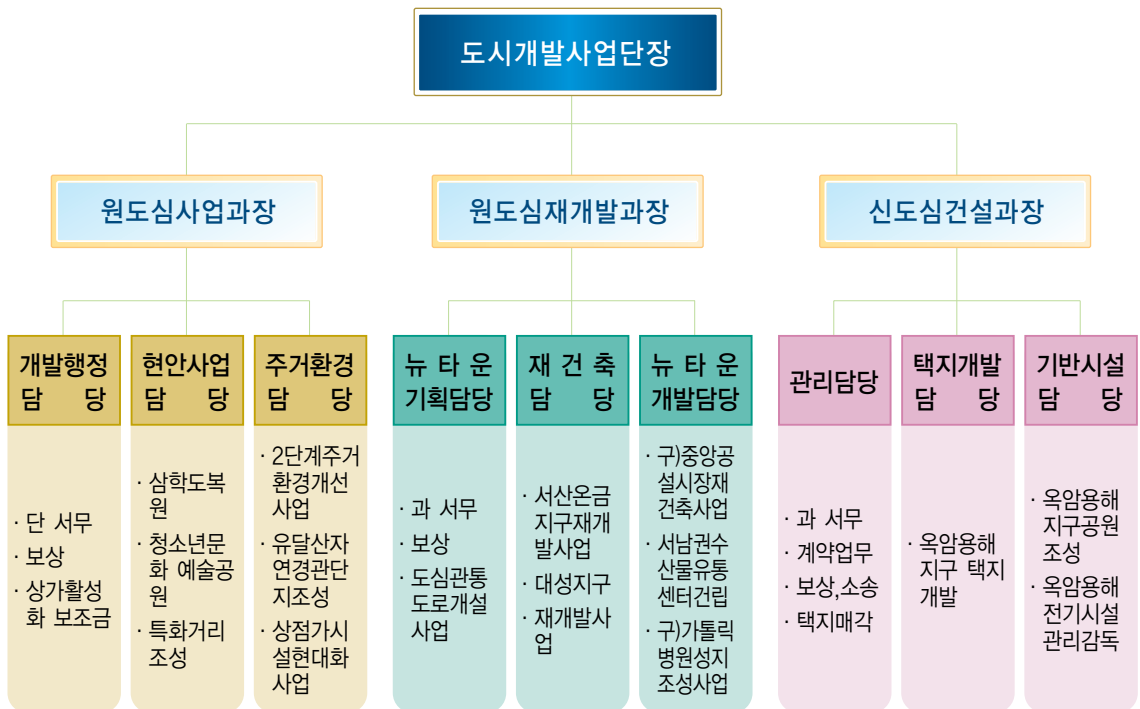 도시개발사업단장
원도심사업과장
원도심재개발과장
신도심건설과장
개발행정
담 당
현안사업
담 당
주거환경
담 당
뉴 타 운
기획담당
재 건 축
담 당
뉴 타 운
개발담당
관리담당
택지개발
담 당
기반시설
담 당
· 단 서무
· 보상
· 상가활성
화 보조금
· 삼학도복
원
· 청소년문
화 예술공
원
· 특화거리
조성
· 2단계주거
환경개선
사업
· 유달산자
연경관단
지조성
· 상점가시
설현대화
사업
· 과 서무
· 보상
· 도심관통
도로개설
사업
· 서산온금
지구재개
발사업
· 대성지구
· 재개발사
업
· 구)중앙공
설시장재
건축사업
· 서남권수
산물유통
센터건립
· 구)가톨릭
병원성지
조성사업
· 과 서무
· 계약업무
· 보상,소송
· 택지매각
· 옥암용해
지구 택지
개발
· 옥암용해
지구공원
조성
· 옥암용해
전기시설
관리감독